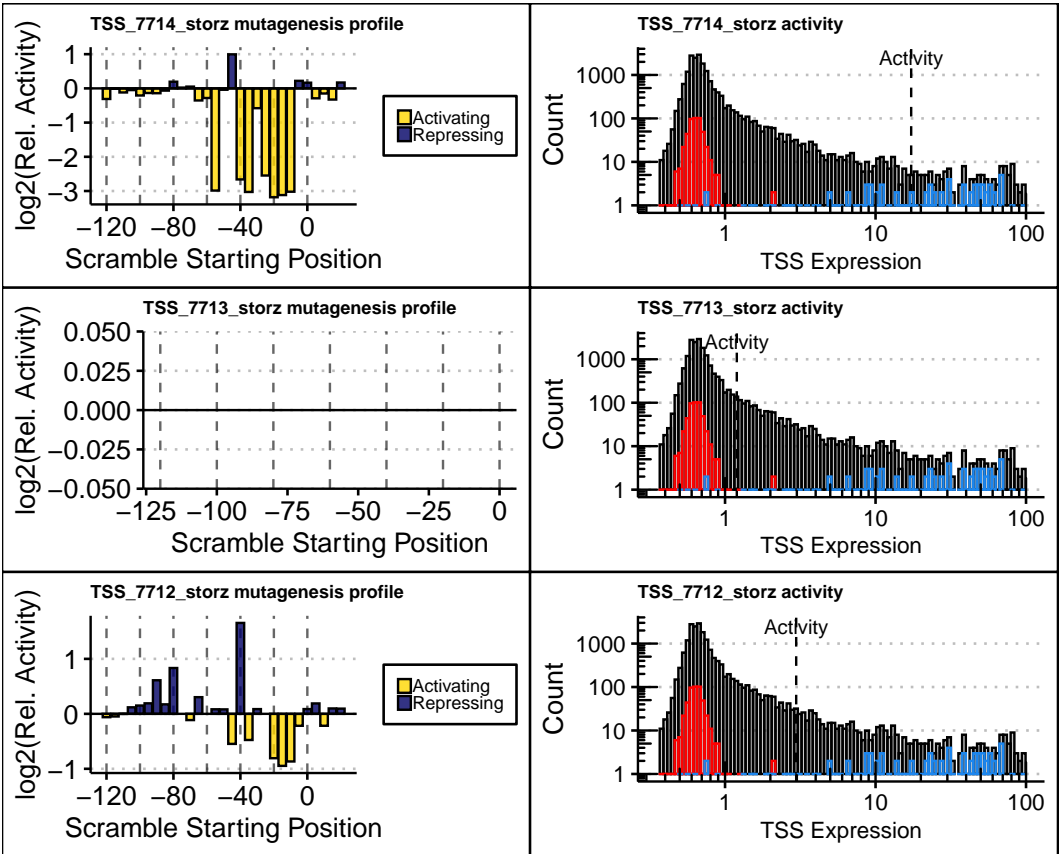 TSS_7714_storz mutagenesis profile
log2(Rel. Activity)
1
0
−1
−2
−3
−120
−80
−40
0
Scramble Starting Position
Activating
Repressing
TSS_7714_storz activity
Activity
Count
1000
100
10
1
1
10
100
TSS Expression
TSS_7713_storz mutagenesis profile
log2(Rel. Activity)
0.050
0.025
0.000
−0.025
−0.050
−125
−100
−75
−50
−25
0
Scramble Starting Position
TSS_7713_storz activity
Activity
Count
1000
100
10
1
1
10
100
TSS Expression
TSS_7712_storz mutagenesis profile
log2(Rel. Activity)
1
0
−1
−120
−80
−40
0
Scramble Starting Position
Activating
Repressing
TSS_7712_storz activity
Activity
Count
1000
100
10
1
1
10
100
TSS Expression